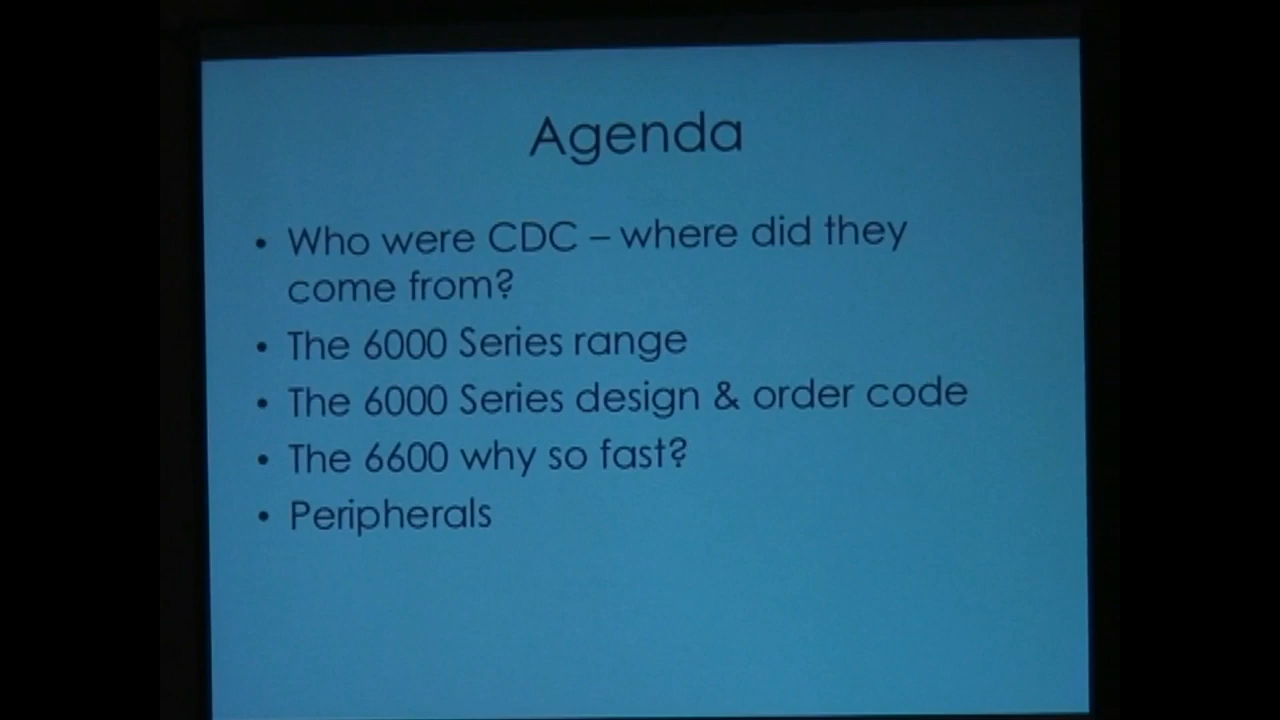 Agenda
• Who were CDC – where did they
come from?
• The 6000 Series range
• The 6000 Series design & order code
• The 6600 why so fast?
• Peripherals